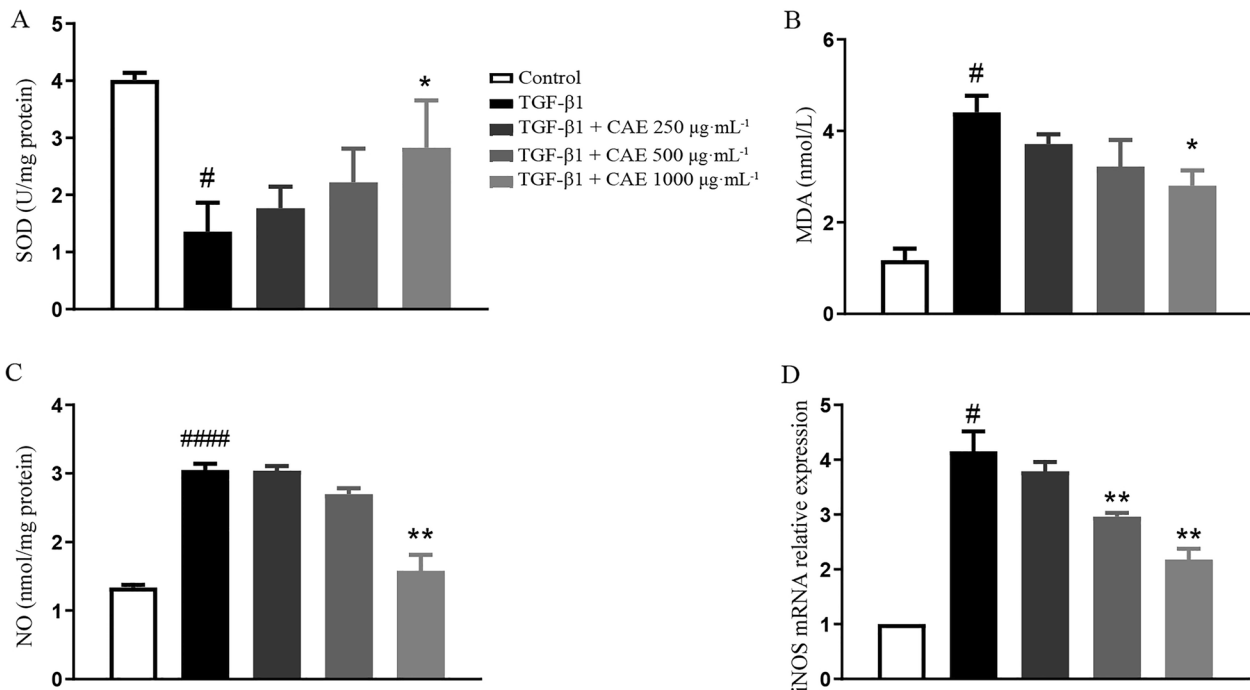 A
SOD (U/mg protein)
5
4
3
2
1
0
#
*
Control
TGF-β1
TGF-β1 + CAE 250 μg·mL⁻¹
TGF-β1 + CAE 500 μg·mL⁻¹
TGF-β1 + CAE 1000 μg·mL⁻¹
B
MDA (nmol/L)
6
4
2
0
#
*
C
NO (nmol/mg protein)
4
3
2
1
0
####
**
D
iNOS mRNA relative expression
5
4
3
2
1
0
#
**
**